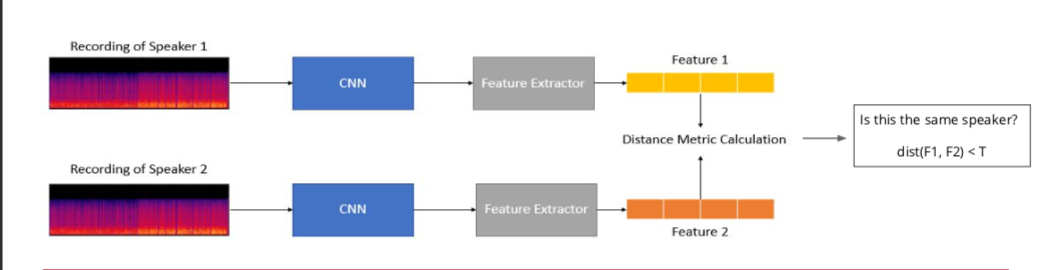 Recording of Speaker 1
CNN
Feature Extractor
Feature 1
Distance Metric Calculation
Is this the same speaker?
dist(F1, F2) < T
Recording of Speaker 2
CNN
Feature Extractor
Feature 2